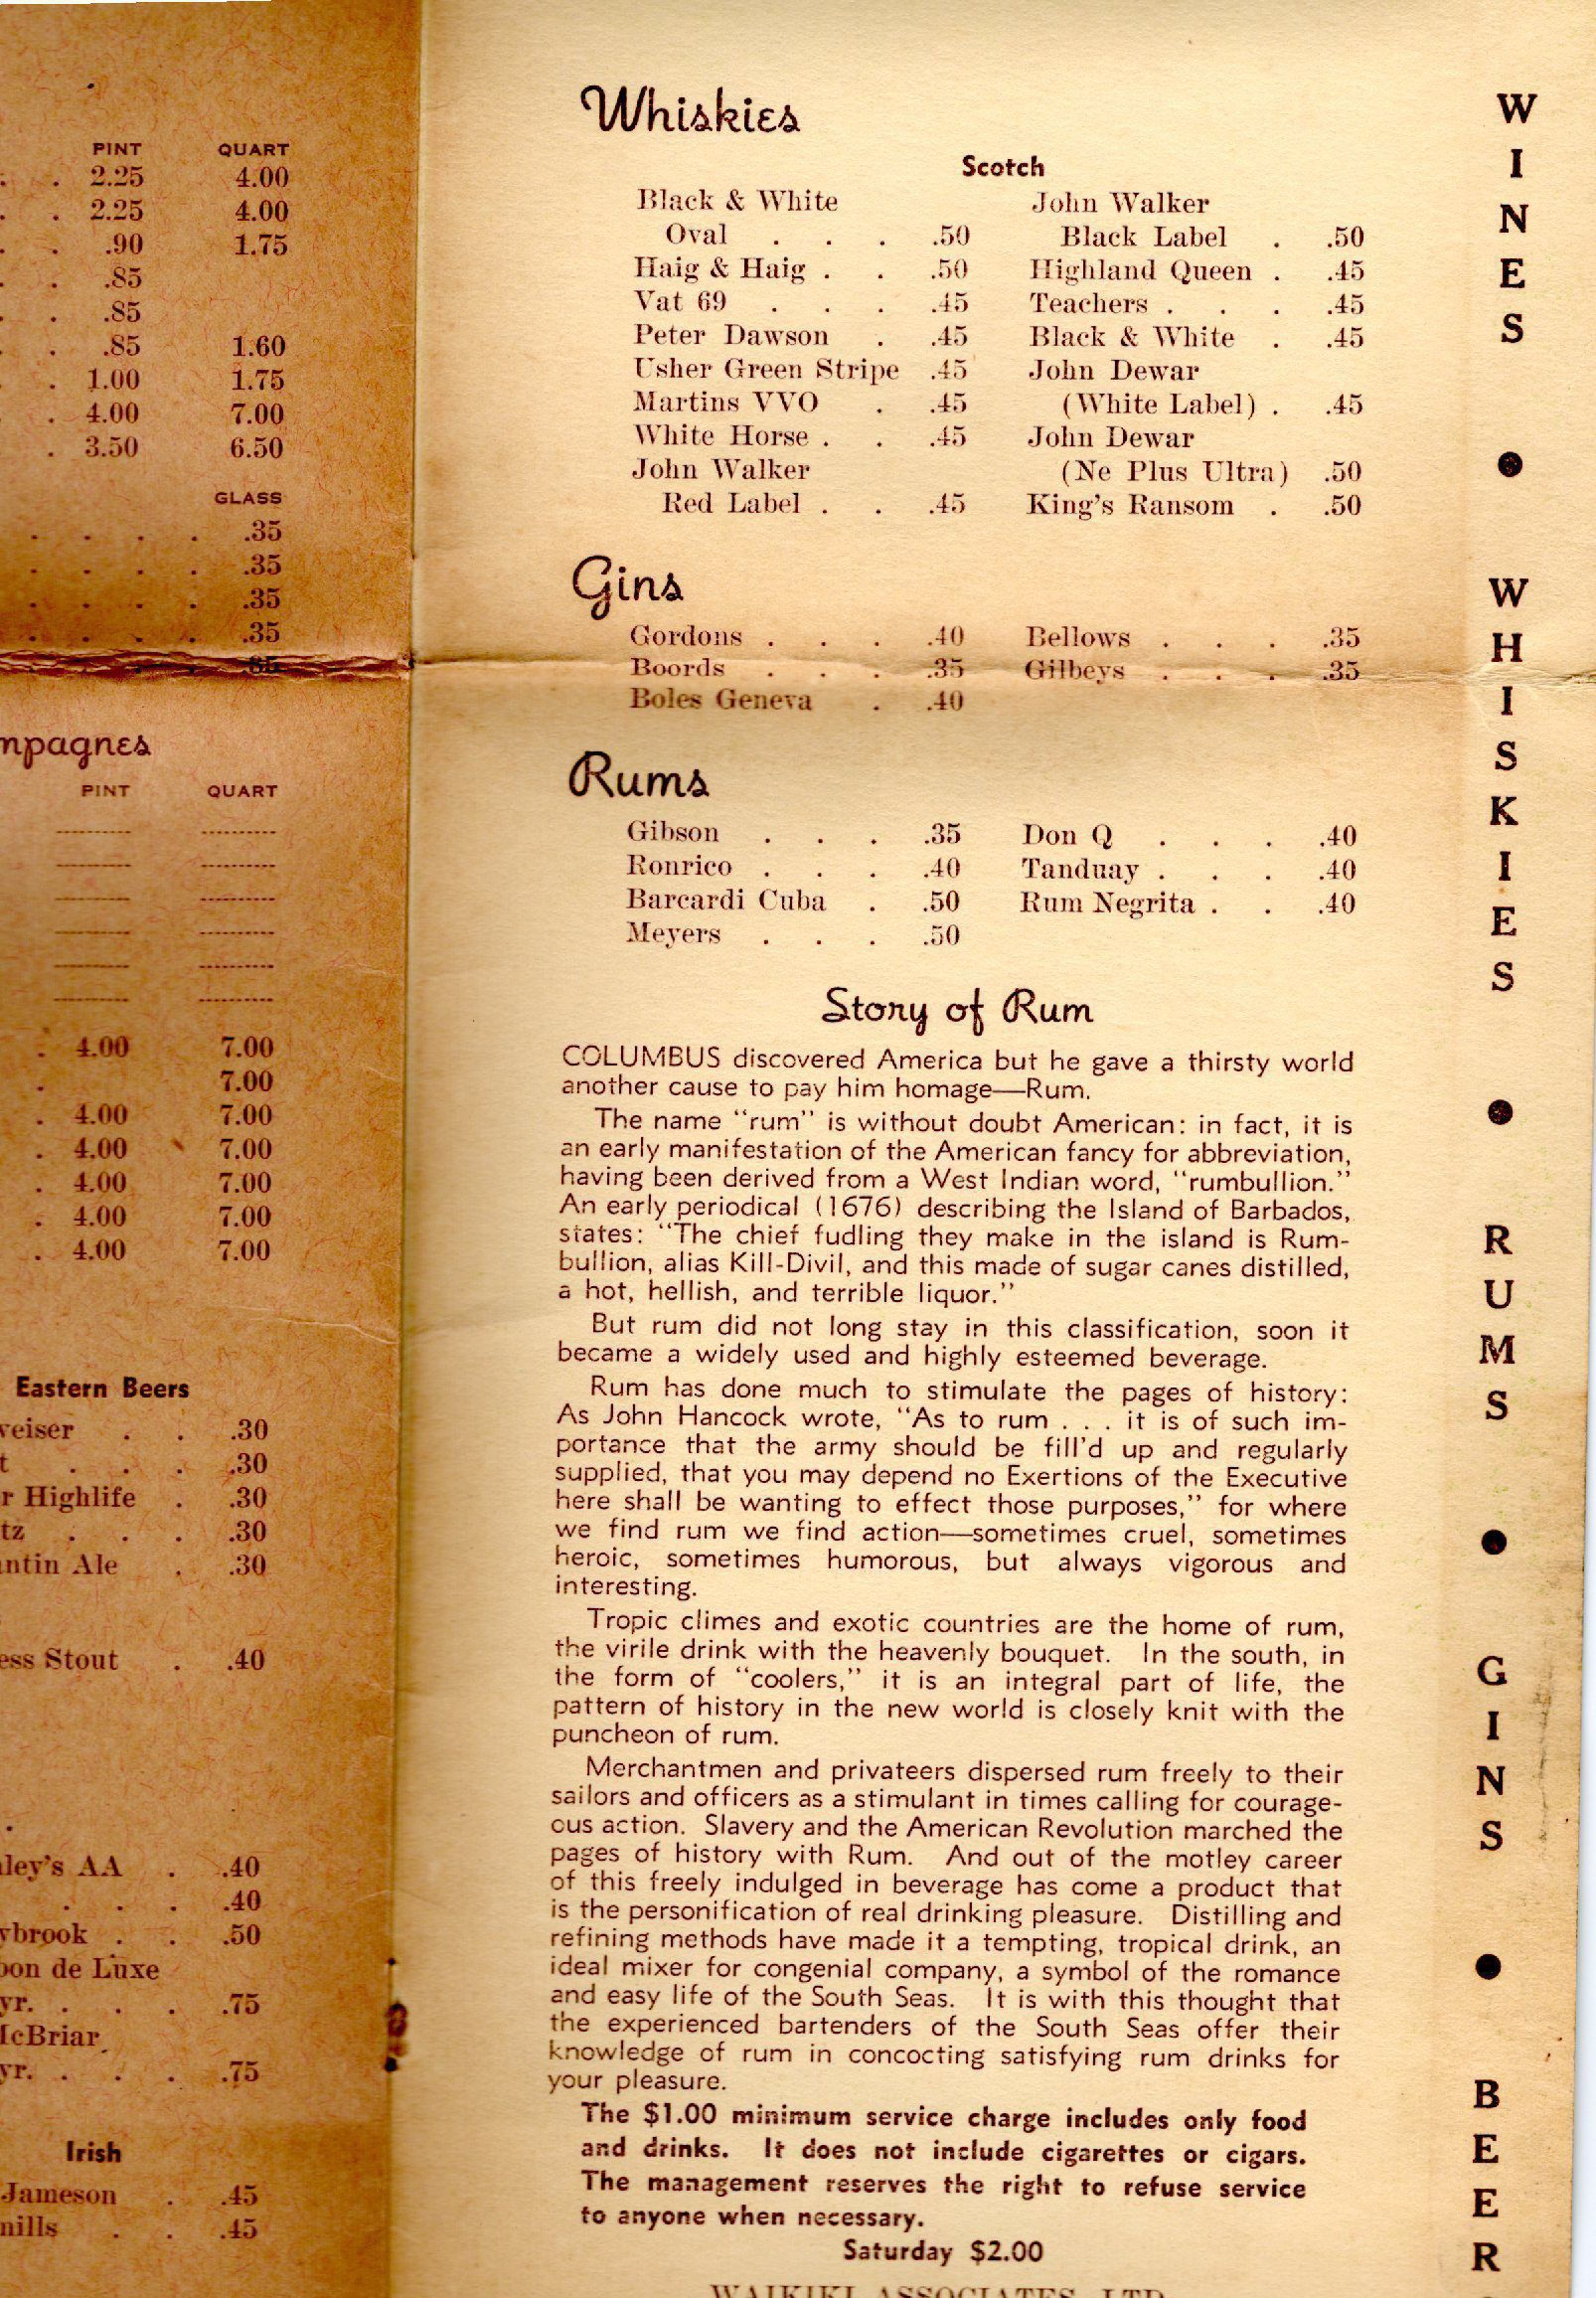 PINT QUART
. . 2.25 4.00
. . 2.25 4.00
. . .90 1.75
. . .85
. . .85
. . .85 1.60
. . 1.00 1.75
. 4.00 7.00
. 3.50 6.50
GLASS
. . . . . .35
. . . . . .35
. . . . . .35
. . . . . .35
.35
mpagnes
PINT QUART
. 4.00 7.00
. 7.00
. 4.00 7.00
. 4.00 7.00
. 4.00 7.00
. 4.00 7.00
. 4.00 7.00
Eastern Beers
veiser . . .30
t . . . .30
r Highlife . .30
tz . . . .30
ntin Ale . .30
ess Stout . .40
ley's AA . .40
. . . .40
ybrook . . .50
on de Luxe
yr. . . . .75
McBriar
yr. . . . .75
Irish
Jameson . .45
nills . . .45
Whiskies
Scotch
Black & White
Oval . . . .50
Haig & Haig . . .50
Vat 69 . . . .45
Peter Dawson . .45
Usher Green Stripe .45
Martins VVO . .45
White Horse . . .45
John Walker
Red Label . . .45
John Walker
Black Label . .50
Highland Queen . .45
Teachers . . . .45
Black & White . .45
John Dewar
(White Label) . .45
John Dewar
(Ne Plus Ultra) .50
King's Ransom . .50
Gins
Gordons . . . .40
Boords . . . .35
Boles Geneva . .40
Bellows . . . .35
Gilbeys . . . .35
Rums
Gibson . . . .35
Ronrico . . . .40
Barcardi Cuba . .50
Meyers . . . .50
Don Q . . . .40
Tanduay . . . .40
Rum Negrita . . .40
Story of Rum
COLUMBUS discovered America but he gave a thirsty world
another cause to pay him homage—Rum.
The name "rum" is without doubt American: in fact, it is
an early manifestation of the American fancy for abbreviation,
having been derived from a West Indian word, "rumbullion."
An early periodical (1676) describing the Island of Barbados,
states: "The chief fudling they make in the island is Rum-
bullion, alias Kill-Divil, and this made of sugar canes distilled,
a hot, hellish, and terrible liquor."
But rum did not long stay in this classification, soon it
became a widely used and highly esteemed beverage.
Rum has done much to stimulate the pages of history:
As John Hancock wrote, "As to rum . . . it is of such im-
portance that the army should be fill'd up and regularly
supplied, that you may depend no Exertions of the Executive
here shall be wanting to effect those purposes," for where
we find rum we find action—sometimes cruel, sometimes
heroic, sometimes humorous, but always vigorous and
interesting.
Tropic climes and exotic countries are the home of rum,
the virile drink with the heavenly bouquet. In the south, in
the form of "coolers," it is an integral part of life, the
pattern of history in the new world is closely knit with the
puncheon of rum.
Merchantmen and privateers dispersed rum freely to their
sailors and officers as a stimulant in times calling for courage-
ous action. Slavery and the American Revolution marched the
pages of history with Rum. And out of the motley career
of this freely indulged in beverage has come a product that
is the personification of real drinking pleasure. Distilling and
refining methods have made it a tempting, tropical drink, an
ideal mixer for congenial company, a symbol of the romance
and easy life of the South Seas. It is with this thought that
the experienced bartenders of the South Seas offer their
knowledge of rum in concocting satisfying rum drinks for
your pleasure.
The $1.00 minimum service charge includes only food
and drinks. It does not include cigarettes or cigars.
The management reserves the right to refuse service
to anyone when necessary.
Saturday $2.00
WAIKIKI ASSOCIATES, LTD.
WINES • WHISKIES • RUMS • GINS • BEER